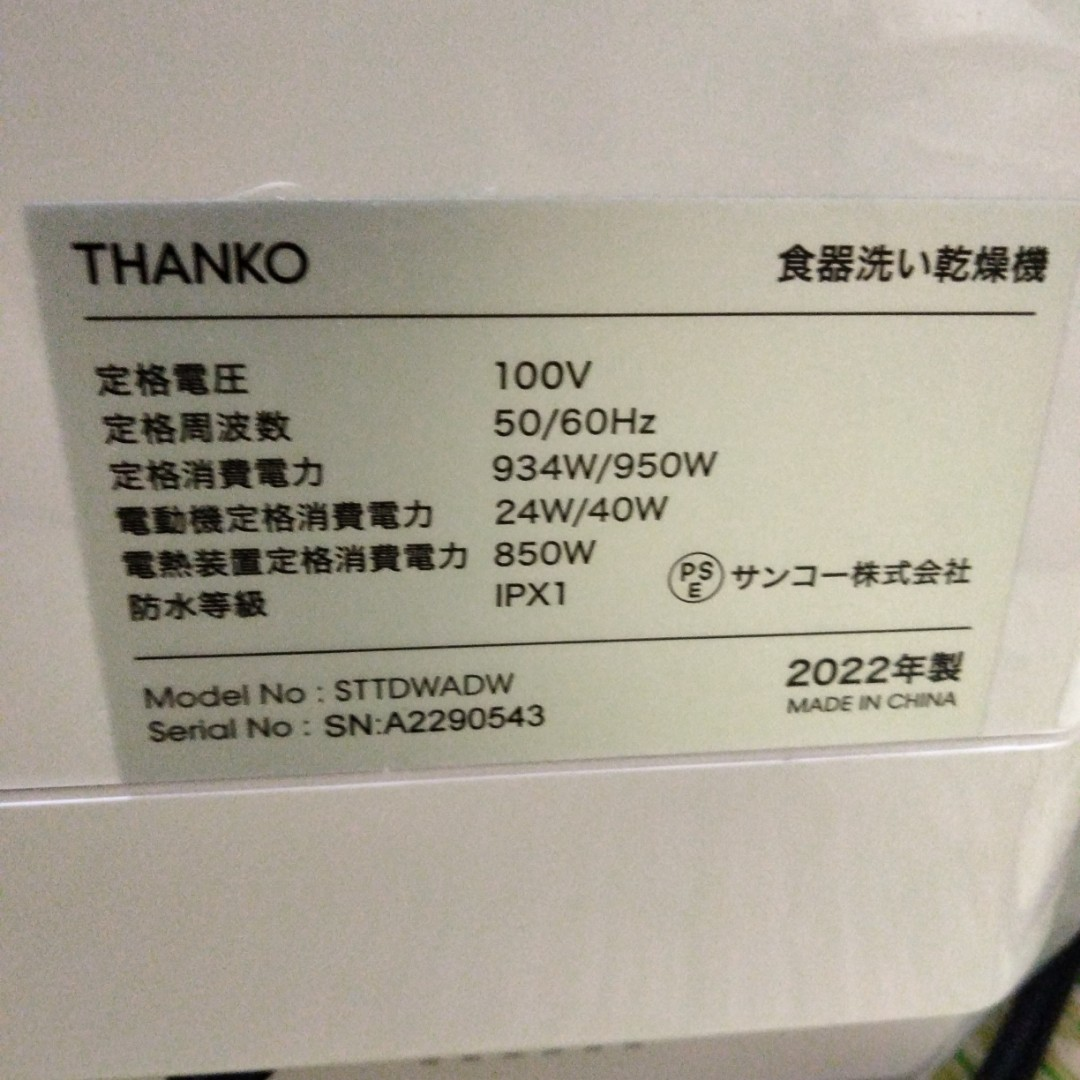 THANKO 食器洗い乾燥機
定格電圧 100V
定格周波数 50/60Hz
定格消費電力 934W/950W
電動機定格消費電力 24W/40W
電熱装置定格消費電力 850W
防水等級 IPX1
PSE サンコー株式会社
Model No : STTDWADW
Serial No : SN:A2290543
2022年製
MADE IN CHINA